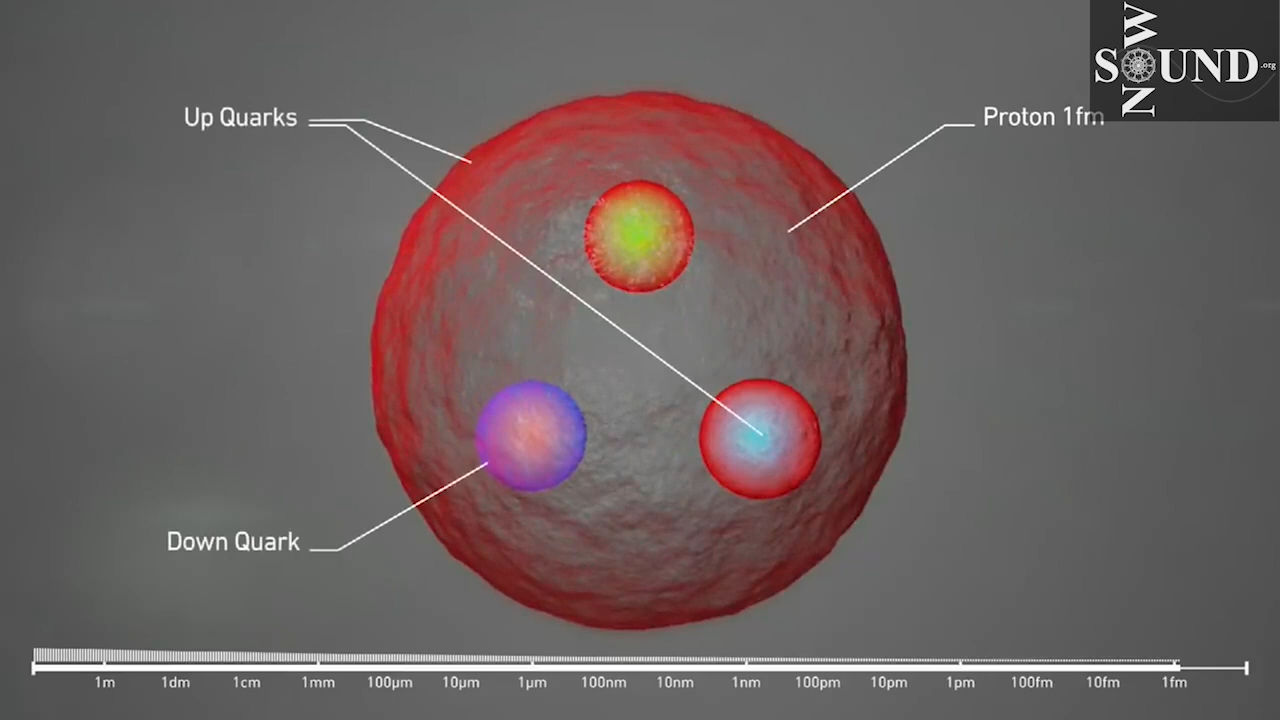 SWOUNDN.org
Up Quarks
Proton 1fm
Down Quark
1m 1dm 1cm 1mm 100µm 10µm 1µm 100nm 10nm 1nm 100pm 10pm 1pm 100fm 10fm 1fm